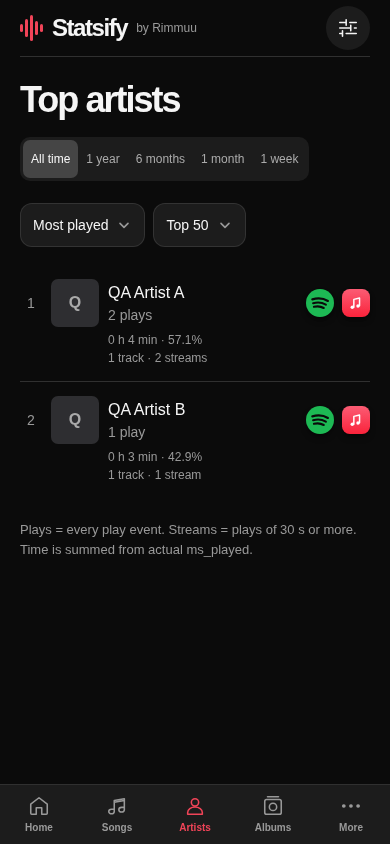 Statsify by Rimmuu
Top artists
All time 1 year 6 months 1 month 1 week
Most played Top 50
1 Q QA Artist A
2 plays
0 h 4 min · 57.1%
1 track · 2 streams
2 Q QA Artist B
1 play
0 h 3 min · 42.9%
1 track · 1 stream
Plays = every play event. Streams = plays of 30 s or more.
Time is summed from actual ms_played.
Home Songs Artists Albums More